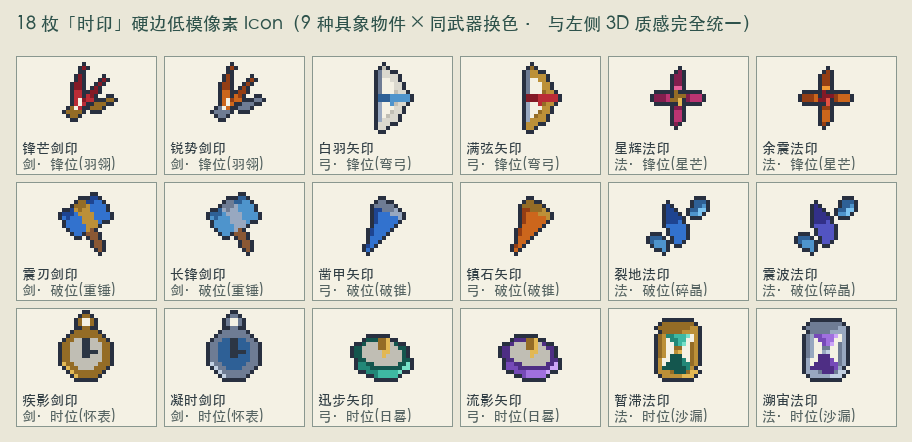 18 枚「时印」硬边低模像素 Icon（9 种具象物件 × 同武器换色 · 与左侧 3D 质感完全统一）
锋芒剑印
剑· 锋位(羽翎)
锐势剑印
剑· 锋位(羽翎)
白羽矢印
弓· 锋位(弯弓)
满弦矢印
弓· 锋位(弯弓)
星辉法印
法· 锋位(星芒)
余震法印
法· 锋位(星芒)
震刃剑印
剑· 破位(重锤)
长锋剑印
剑· 破位(重锤)
凿甲矢印
弓· 破位(破锥)
镇石矢印
弓· 破位(破锥)
裂地法印
法· 破位(碎晶)
震波法印
法· 破位(碎晶)
疾影剑印
剑· 时位(怀表)
凝时剑印
剑· 时位(怀表)
迅步矢印
弓· 时位(日晷)
流影矢印
弓· 时位(日晷)
暂滞法印
法· 时位(沙漏)
溯宙法印
法· 时位(沙漏)